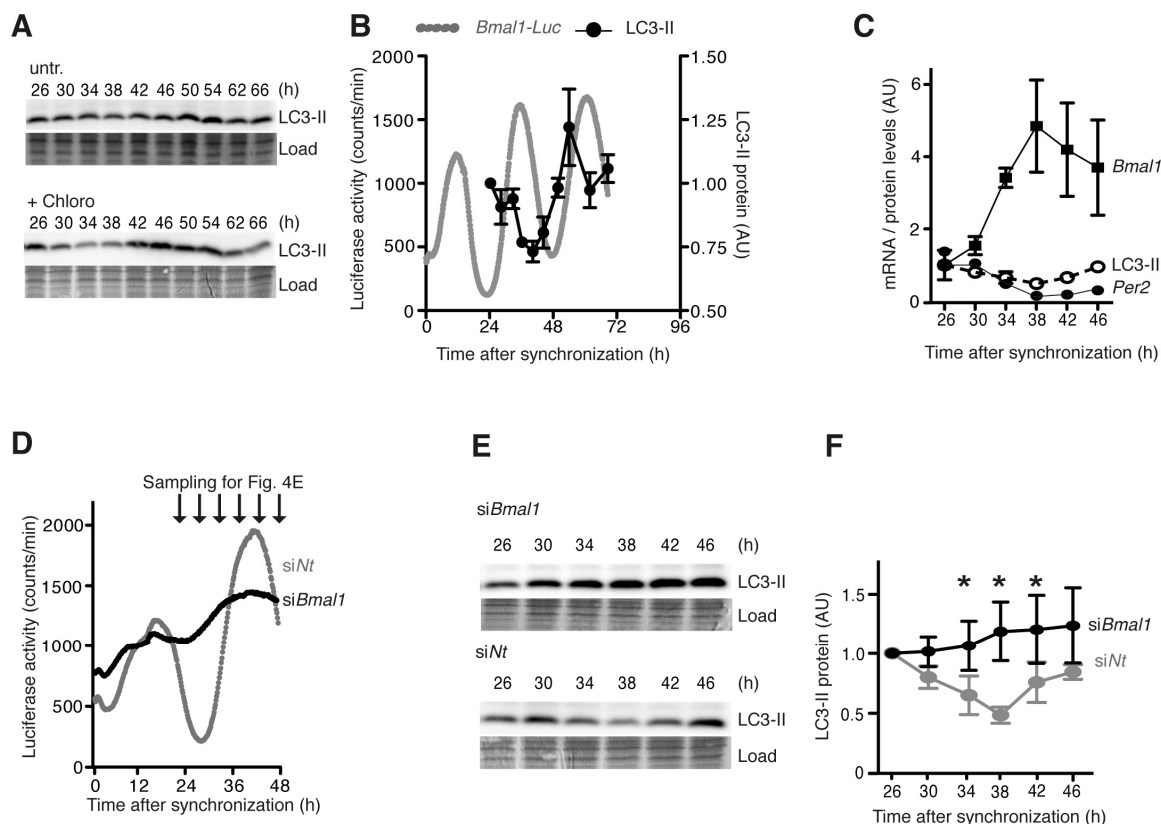 A
untr.
26 30 34 38 42 46 50 54 62 66 (h)
LC3-II
Load
+ Chloro
26 30 34 38 42 46 50 54 62 66 (h)
LC3-II
Load
B
Bmal1-Luc LC3-II
Luciferase activity (counts/min)
2000
1500
1000
500
0
1.50
1.25
1.00
0.75
0.50
LC3-II protein (AU)
0 24 48 72 96
Time after synchronization (h)
C
mRNA / protein levels (AU)
6
4
2
0
Bmal1
LC3-II
Per2
26 30 34 38 42 46
Time after synchronization (h)
D
Sampling for Fig. 4E
Luciferase activity (counts/min)
2000
1500
1000
500
0
siNt
siBmal1
0 12 24 36 48
Time after synchronization (h)
E
siBmal1
26 30 34 38 42 46 (h)
LC3-II
Load
siNt
26 30 34 38 42 46 (h)
LC3-II
Load
F
LC3-II protein (AU)
1.5
1.0
0.5
0
* * *
siBmal1
siNt
26 30 34 38 42 46
Time after synchronization (h)